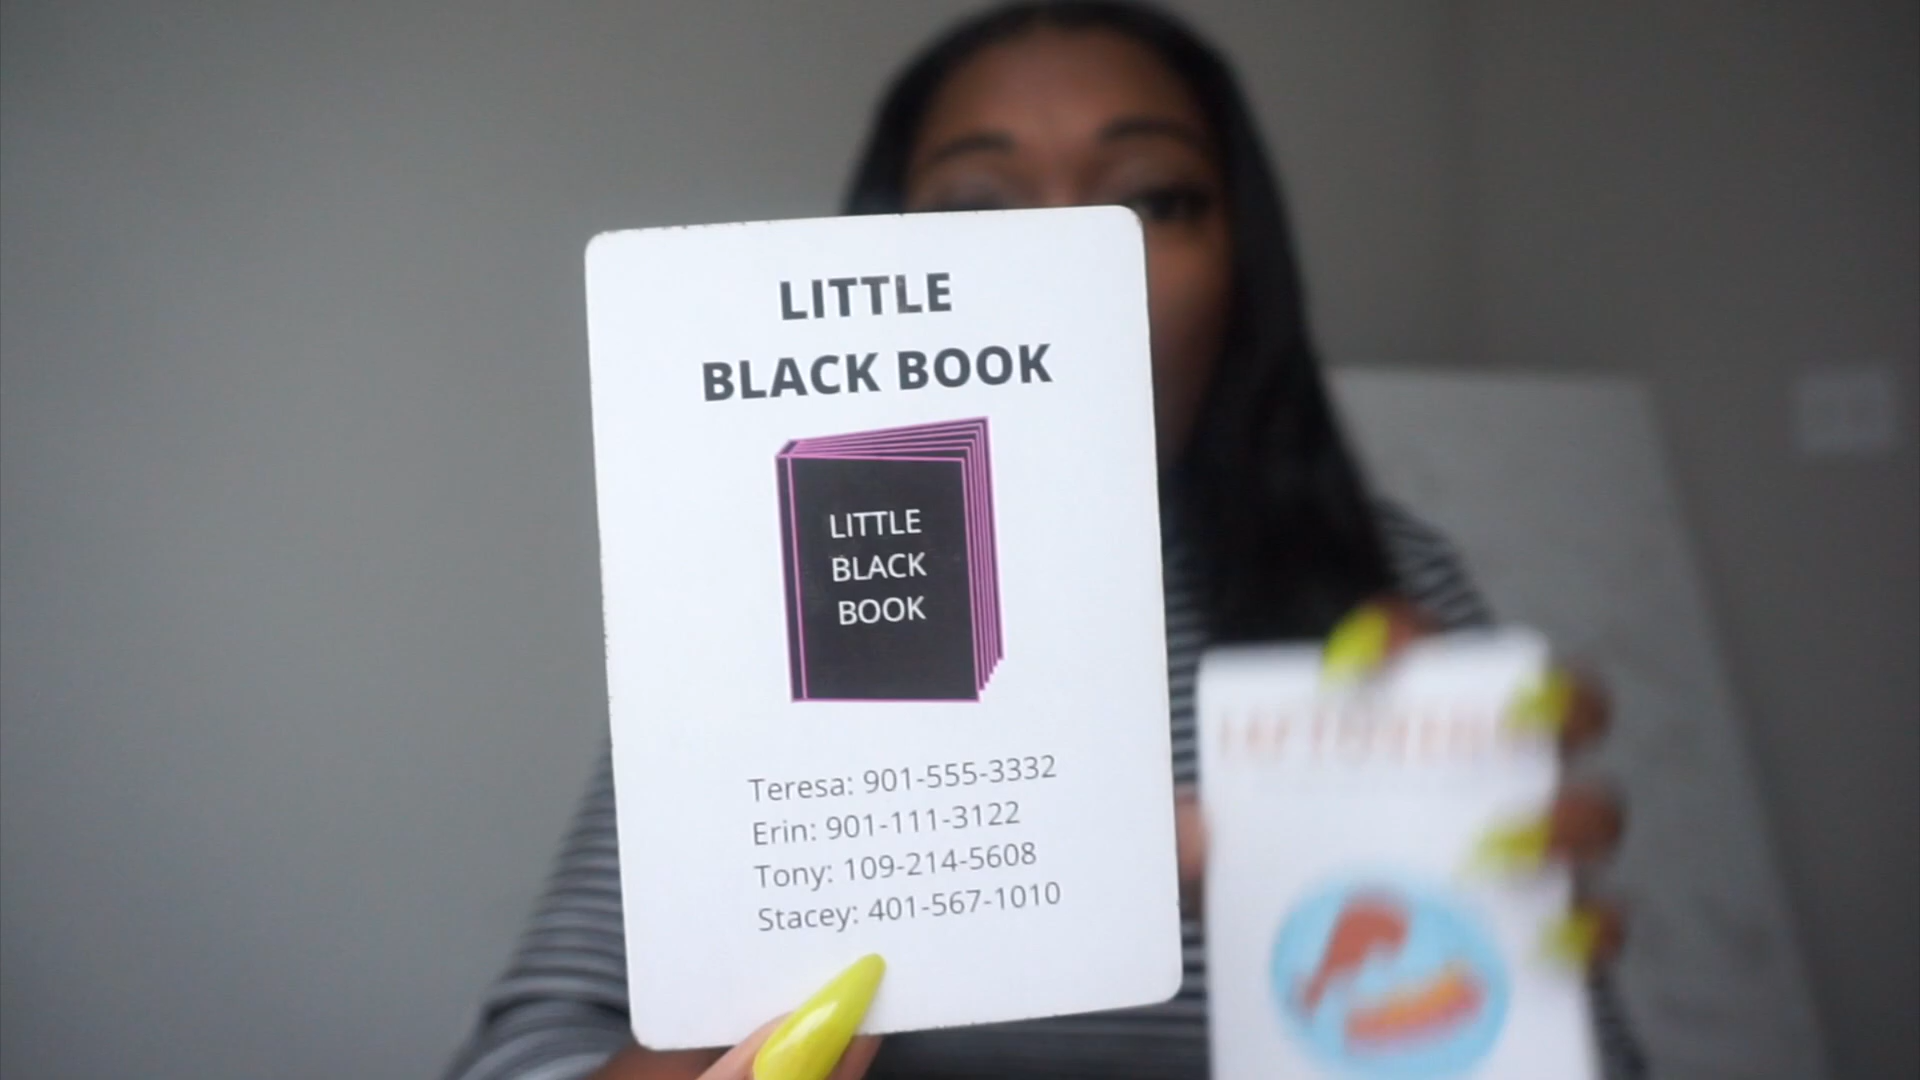 LITTLE
BLACK BOOK
LITTLE
BLACK
BOOK
Teresa: 901-555-3332
Erin: 901-111-3122
Tony: 109-214-5608
Stacey: 401-567-1010